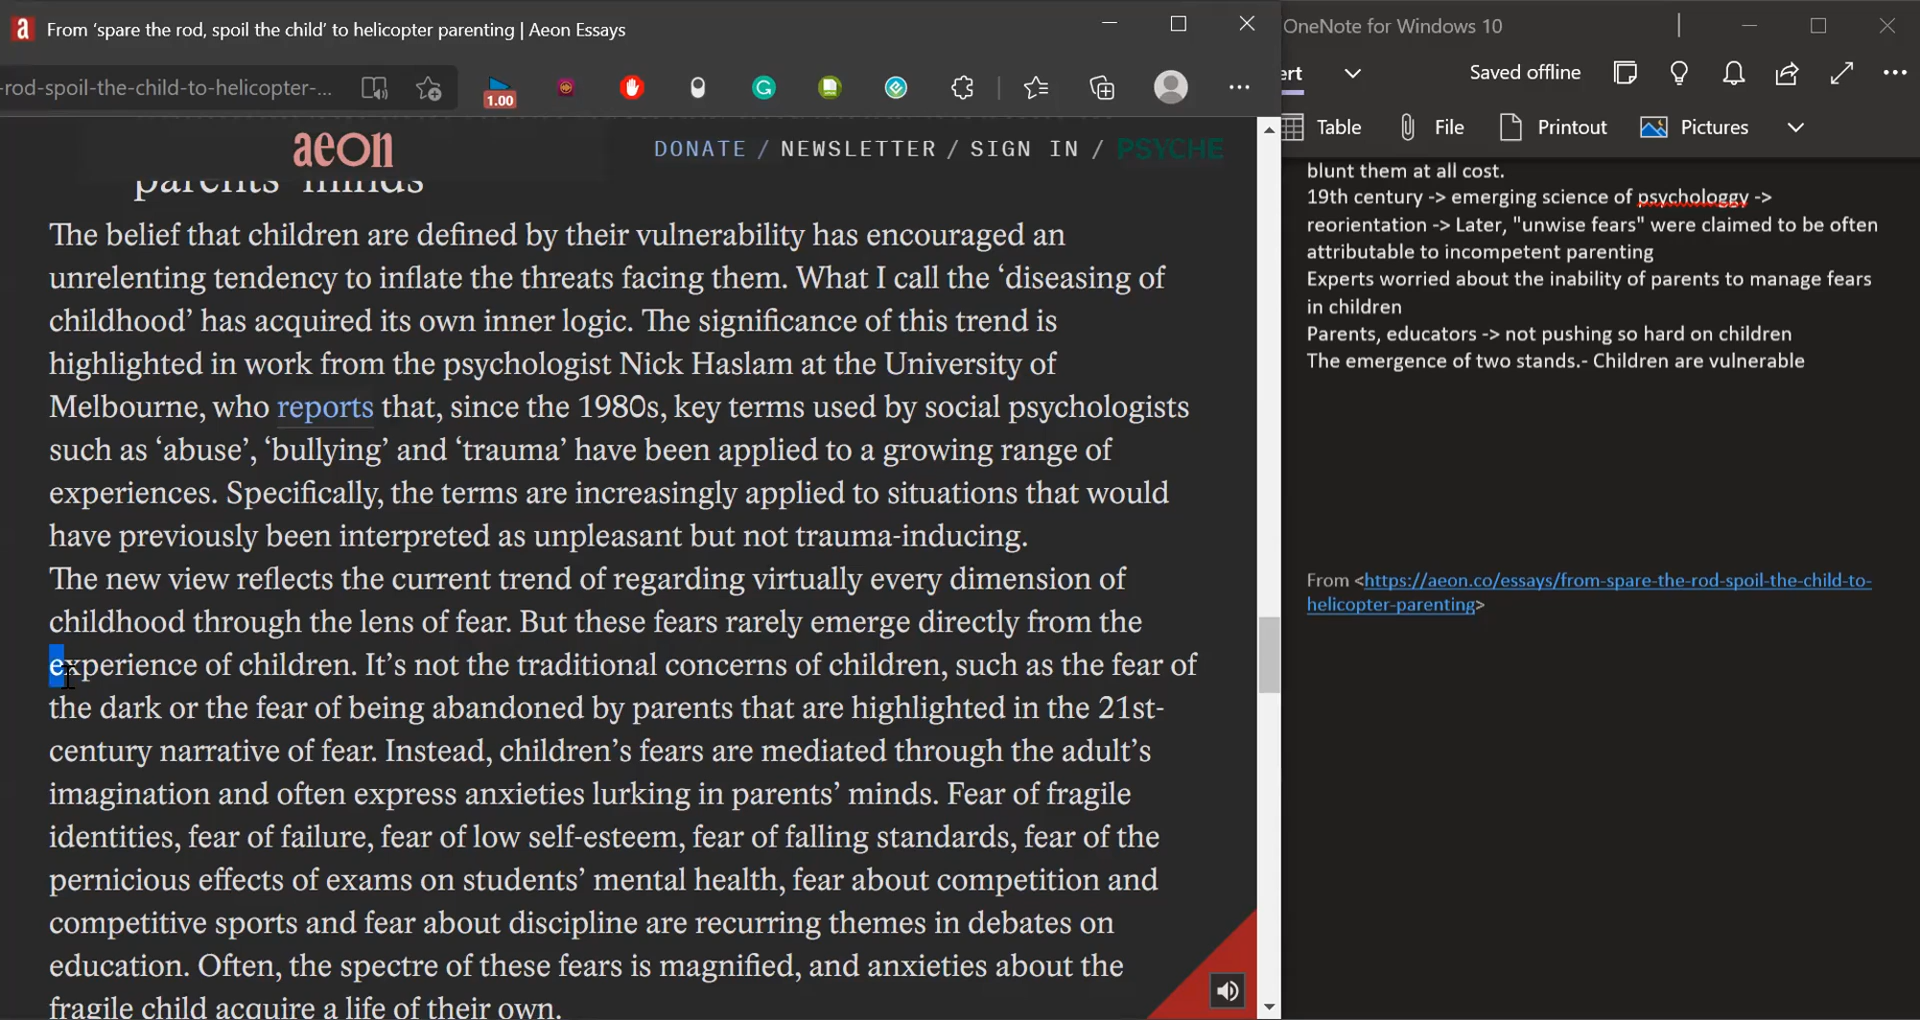 From ‘spare the rod, spoil the child’ to helicopter parenting | Aeon Essays
-rod-spoil-the-child-to-helicopter-...
1.00
aeon
DONATE / NEWSLETTER / SIGN IN / PSYCHE
parents’ minds
The belief that children are defined by their vulnerability has encouraged an
unrelenting tendency to inflate the threats facing them. What I call the ‘diseasing of
childhood’ has acquired its own inner logic. The significance of this trend is
highlighted in work from the psychologist Nick Haslam at the University of
Melbourne, who reports that, since the 1980s, key terms used by social psychologists
such as ‘abuse’, ‘bullying’ and ‘trauma’ have been applied to a growing range of
experiences. Specifically, the terms are increasingly applied to situations that would
have previously been interpreted as unpleasant but not trauma-inducing.
The new view reflects the current trend of regarding virtually every dimension of
childhood through the lens of fear. But these fears rarely emerge directly from the
experience of children. It’s not the traditional concerns of children, such as the fear of
the dark or the fear of being abandoned by parents that are highlighted in the 21st-
century narrative of fear. Instead, children’s fears are mediated through the adult’s
imagination and often express anxieties lurking in parents’ minds. Fear of fragile
identities, fear of failure, fear of low self-esteem, fear of falling standards, fear of the
pernicious effects of exams on students’ mental health, fear about competition and
competitive sports and fear about discipline are recurring themes in debates on
education. Often, the spectre of these fears is magnified, and anxieties about the
fragile child acquire a life of their own.
OneNote for Windows 10
ert
Saved offline
Table
File
Printout
Pictures
blunt them at all cost.
19th century -> emerging science of psychologgy ->
reorientation -> Later, "unwise fears" were claimed to be often
attributable to incompetent parenting
Experts worried about the inability of parents to manage fears
in children
Parents, educators -> not pushing so hard on children
The emergence of two stands.- Children are vulnerable
From <https://aeon.co/essays/from-spare-the-rod-spoil-the-child-to-
helicopter-parenting>